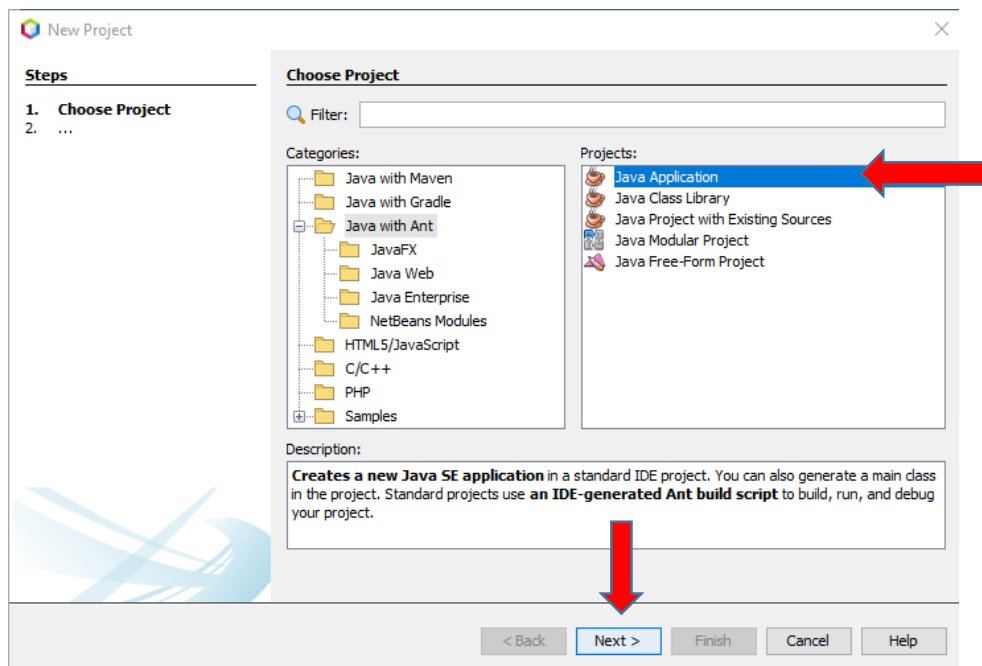 New Project
Steps
1. Choose Project
2. ...
Choose Project
Filter:
Categories:
Java with Maven
Java with Gradle
Java with Ant
JavaFX
Java Web
Java Enterprise
NetBeans Modules
HTML5/JavaScript
C/C++
PHP
Samples
Projects:
Java Application
Java Class Library
Java Project with Existing Sources
Java Modular Project
Java Free-Form Project
Description:
Creates a new Java SE application in a standard IDE project. You can also generate a main class
in the project. Standard projects use an IDE-generated Ant build script to build, run, and debug
your project.
< Back
Next >
Finish
Cancel
Help